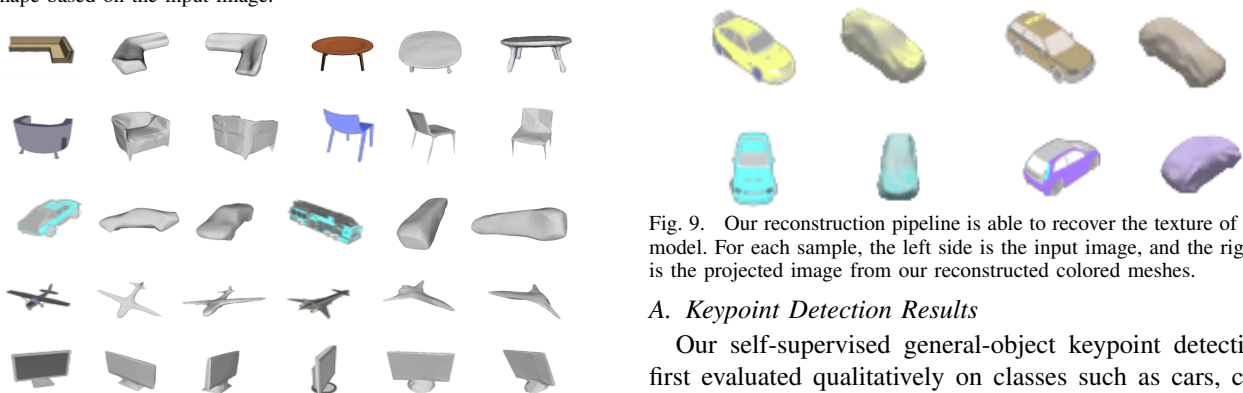 shape based on the input image.
Fig. 9. Our reconstruction pipeline is able to recover the texture of
model. For each sample, the left side is the input image, and the rig
is the projected image from our reconstructed colored meshes.
A. Keypoint Detection Results
Our self-supervised general-object keypoint detecti
first evaluated qualitatively on classes such as cars, c